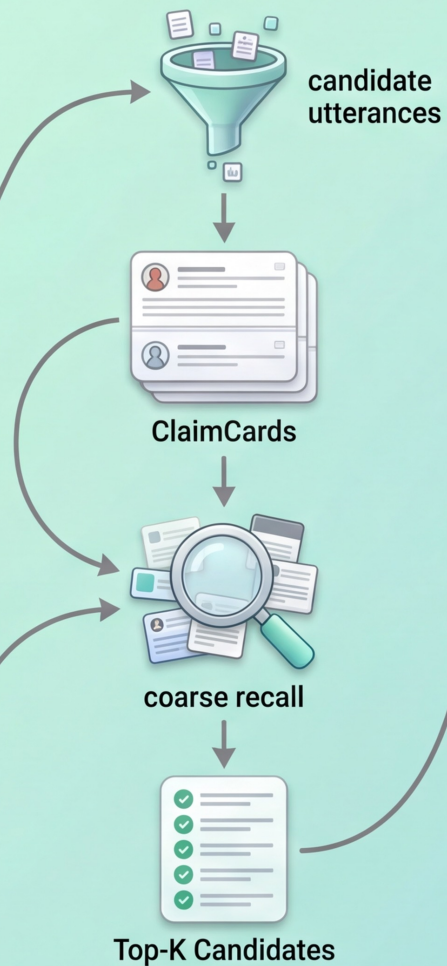 candidate
utterances
ClaimCards
coarse recall
Top-K Candidates